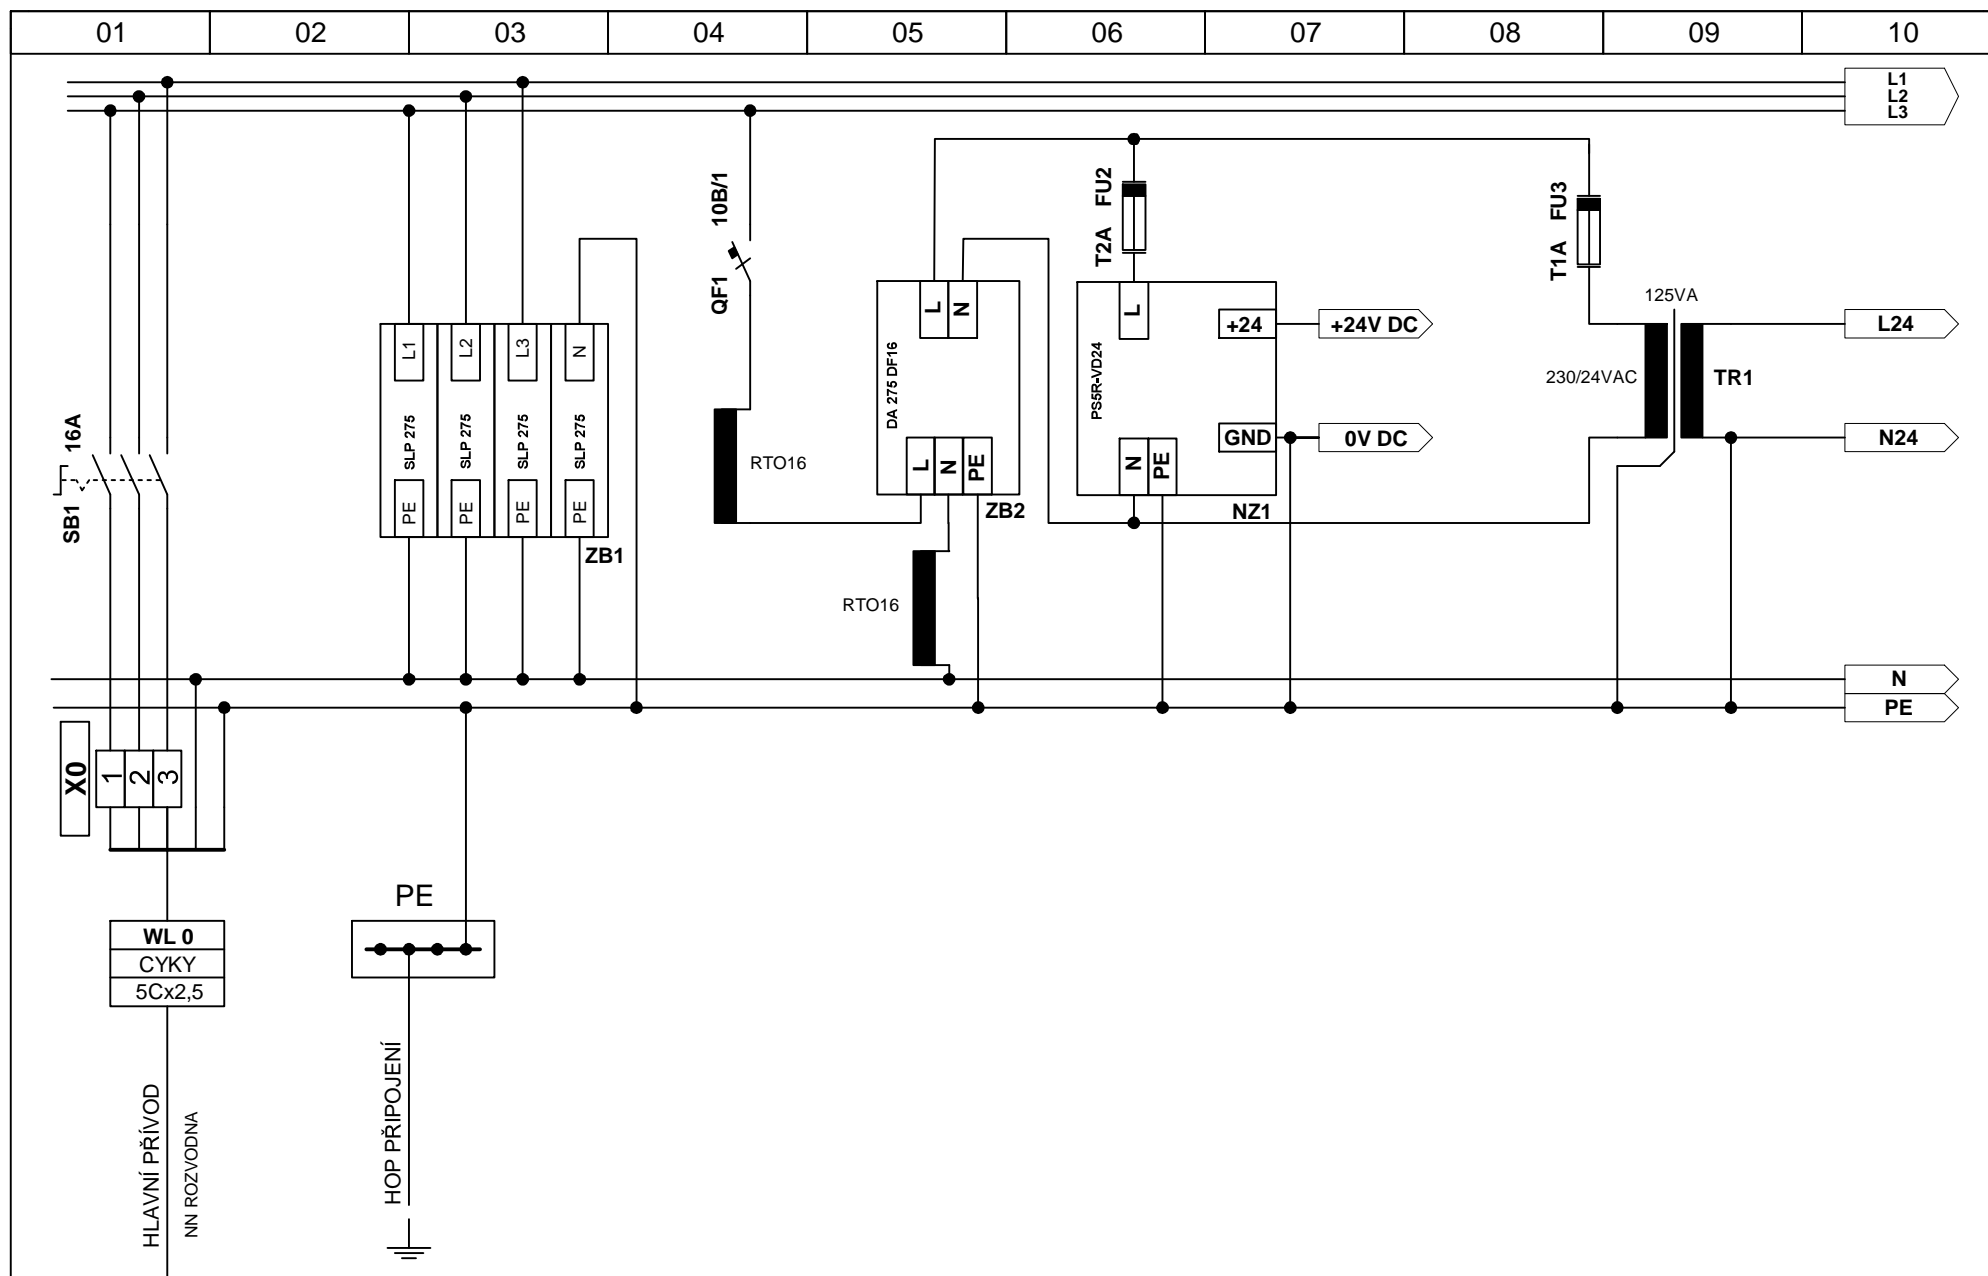 01 02 03 04 05 06 07 08 09 10
L1
L2
L3
10B/1
QF1
T2A FU2
T1A FU3
125VA
230/24VAC
TR1
L24
N24
16A
SB1
L1 L2 L3 N
SLP 275 SLP 275 SLP 275 SLP 275
PE PE PE PE
ZB1
RTO16
L N
DA 275 DF16
L N PE
ZB2
RTO16
L
+24
+24V DC
PS5R-VD24
GND
0V DC
N PE
NZ1
N
PE
X0
1 2 3
WL 0
CYKY
5Cx2,5
HLAVNÍ PŘÍVOD
NN ROZVODNA
PE
HOP PŘIPOJENÍ